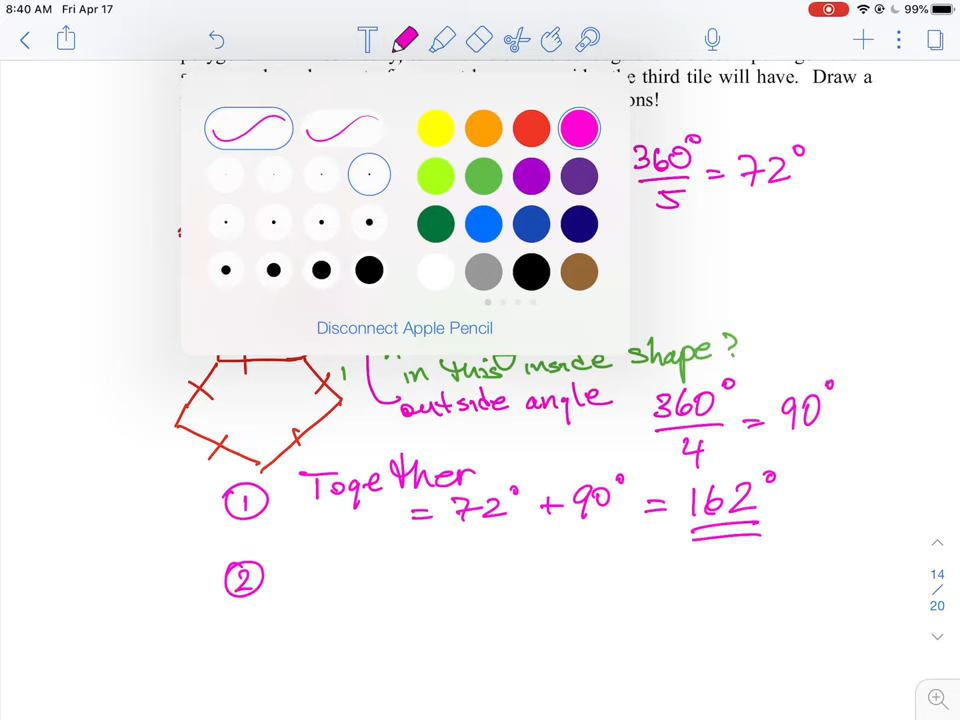 8:40 AM Fri Apr 17
99%
T
the third tile will have. Draw a
ons!
360° / 5 = 72°
Disconnect Apple Pencil
in this inside shape?
outside angle
360° / 4 = 90°
① Together
= 72° + 90° = 162°
②
14
/
20